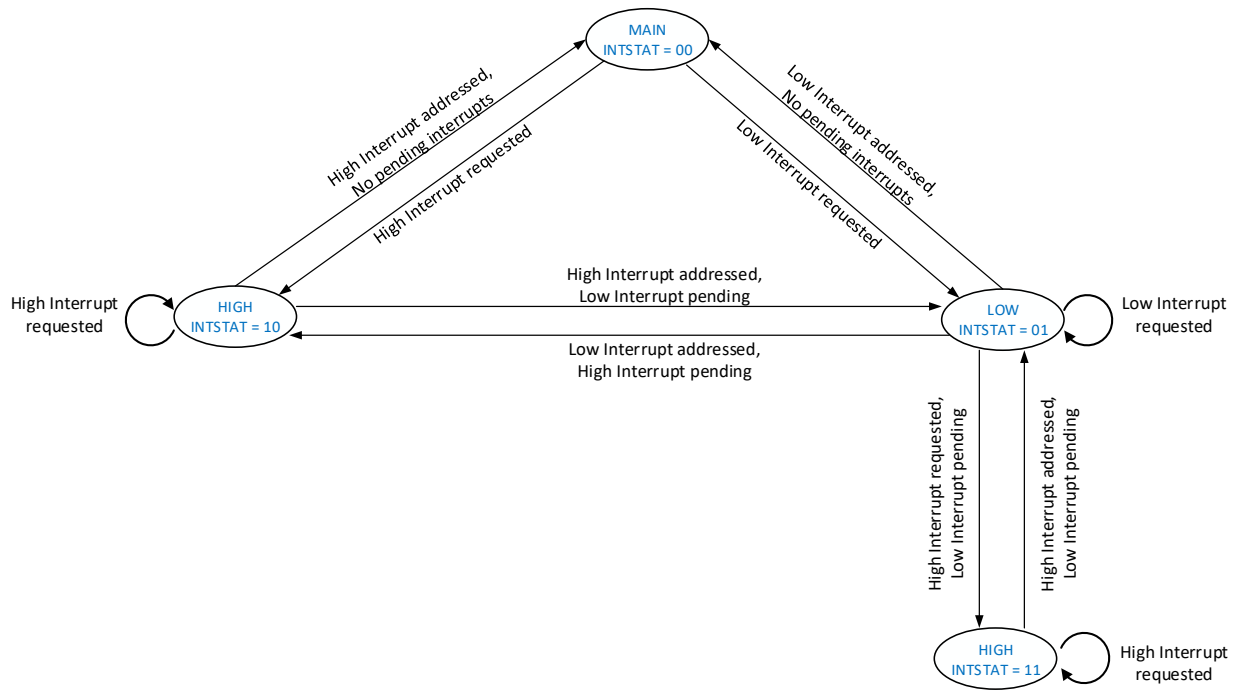 MAIN
INTSTAT = 00
High Interrupt addressed,
No pending interrupts
High Interrupt requested
Low Interrupt addressed,
No pending interrupts
Low Interrupt requested
High Interrupt
requested
HIGH
INTSTAT = 10
High Interrupt addressed,
Low Interrupt pending
Low Interrupt addressed,
High Interrupt pending
LOW
INTSTAT = 01
Low Interrupt
requested
High Interrupt requested,
Low Interrupt pending
High Interrupt addressed,
Low Interrupt pending
HIGH
INTSTAT = 11
High Interrupt
requested